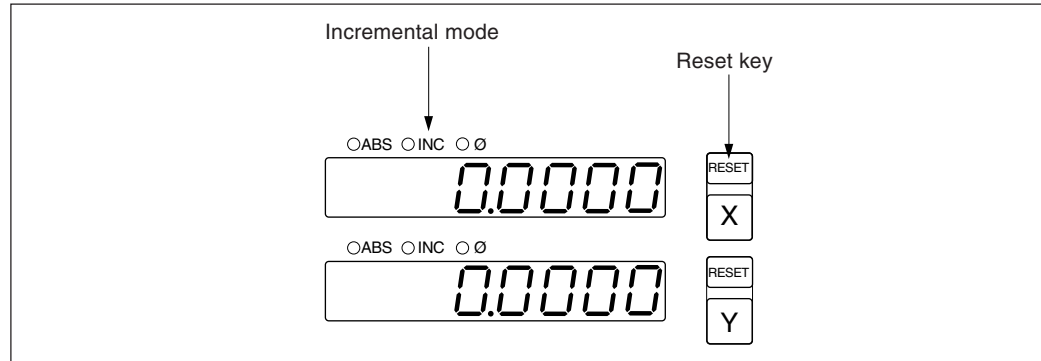 Incremental mode
Reset key
ABS INC Ø
0.0000
RESET
X
ABS INC Ø
0.0000
RESET
Y